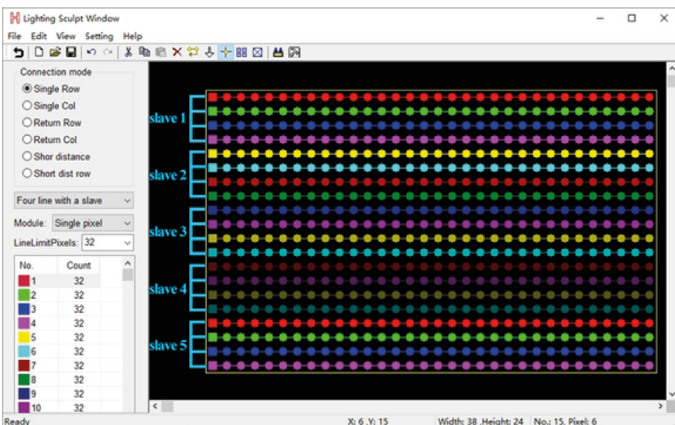 Lighting Sculpt Window
File Edit View Setting Help
Connection mode
Single Row
Single Col
Return Row
Return Col
Shor distance
Short dist row
Four line with a slave
Module: Single pixel
LineLimitPixels: 32
No. Count
1 32
2 32
3 32
4 32
5 32
6 32
7 32
8 32
9 32
10 32
slave 1
slave 2
slave 3
slave 4
slave 5
Ready X: 6 .Y: 15 Width: 38 .Height: 24 No.: 15. Pixel: 6